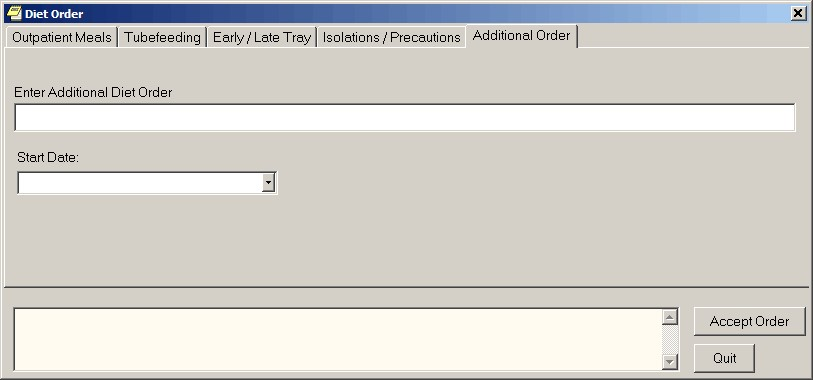 Diet Order
Outpatient Meals Tubefeeding Early / Late Tray Isolations / Precautions Additional Order
Enter Additional Diet Order
Start Date:
Accept Order
Quit